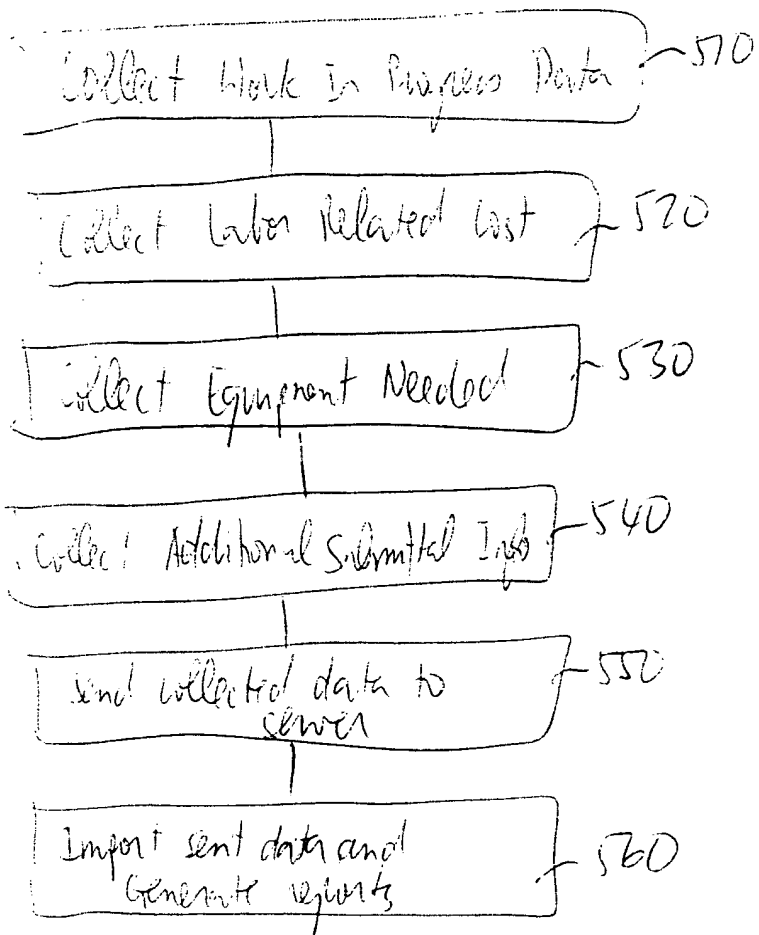 Collect Work In Progress Data 510
Collect Labor Related Cost 520
Collect Equipment Needed 530
Collect Additional Submittal Info 540
Send collected data to 550
server
Import sent data and 560
Generate reports